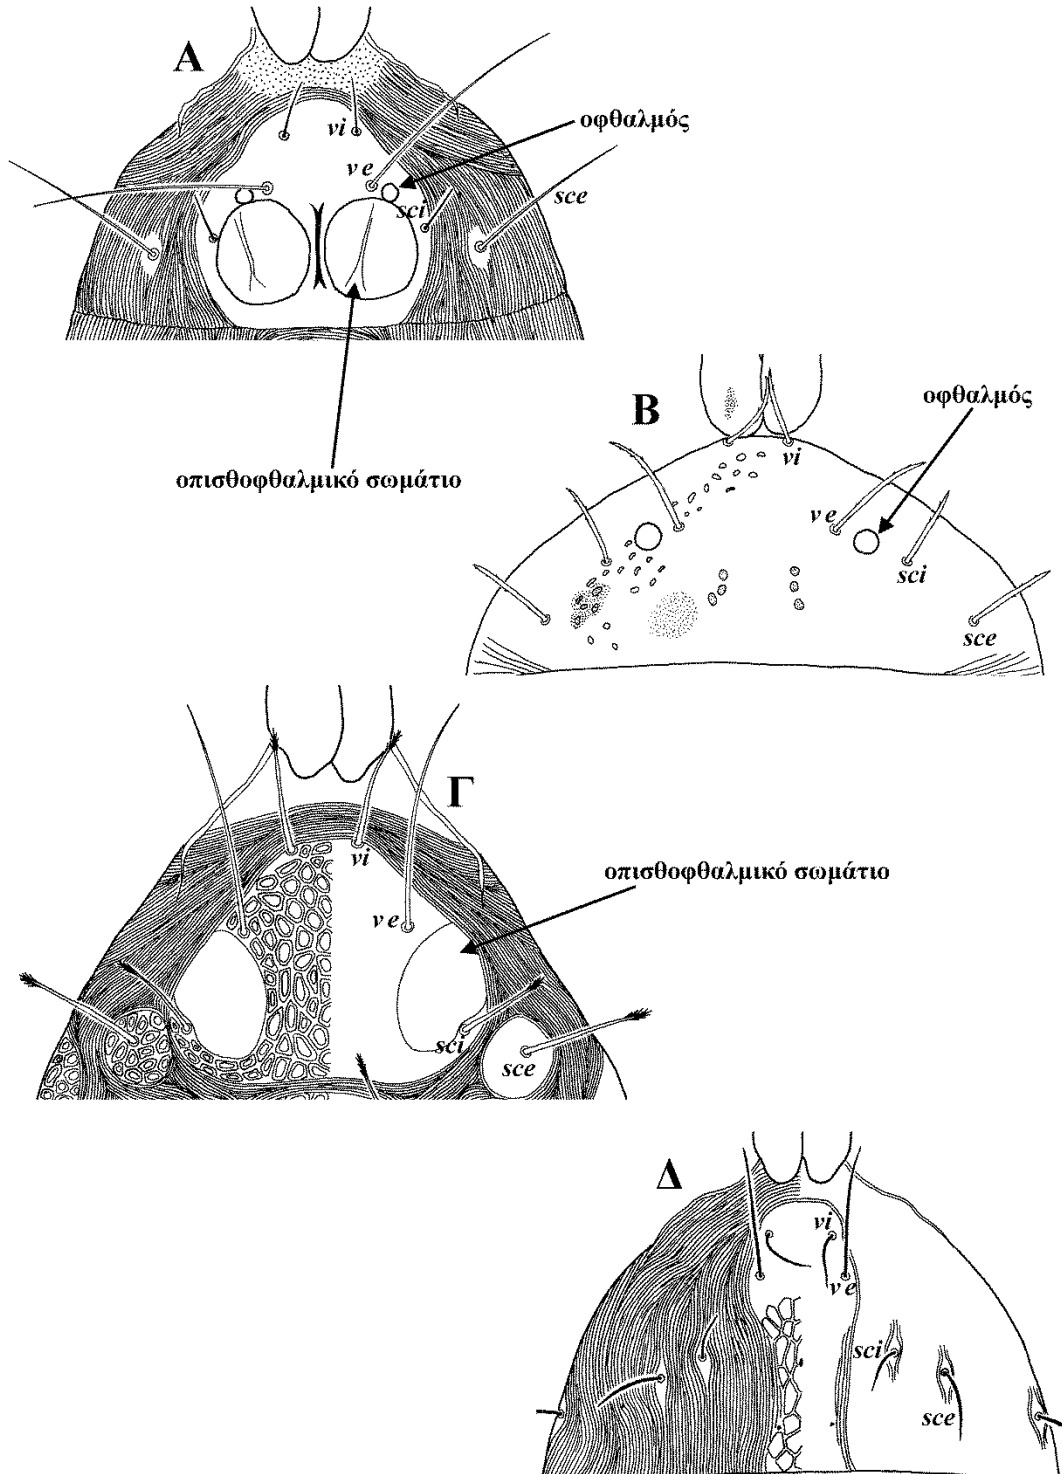 Α
vi
οφθαλμός
ve
sci
sce
οπισθοφθαλμικό σωμάτιο
Β
οφθαλμός
vi
ve
sci
sce
Γ
vi
οπισθοφθαλμικό σωμάτιο
ve
sci
sce
Δ
vi
ve
sci
sce